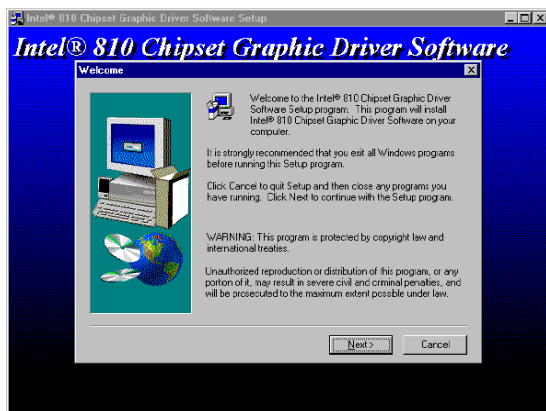 Intel® 810 Chipset Graphic Driver Software Setup
Intel® 810 Chipset Graphic Driver Software
Welcome
Welcome to the Intel® 810 Chipset Graphic Driver
Software Setup program. This program will install
Intel® 810 Chipset Graphic Driver Software on your
computer.
It is strongly recommended that you exit all Windows programs
before running this Setup program.
Click Cancel to quit Setup and then close any programs you
have running. Click Next to continue with the Setup program.
WARNING: This program is protected by copyright law and
international treaties.
Unauthorized reproduction or distribution of this program, or any
portion of it, may result in severe civil and criminal penalties, and
will be prosecuted to the maximum extent possible under law.
Next >
Cancel